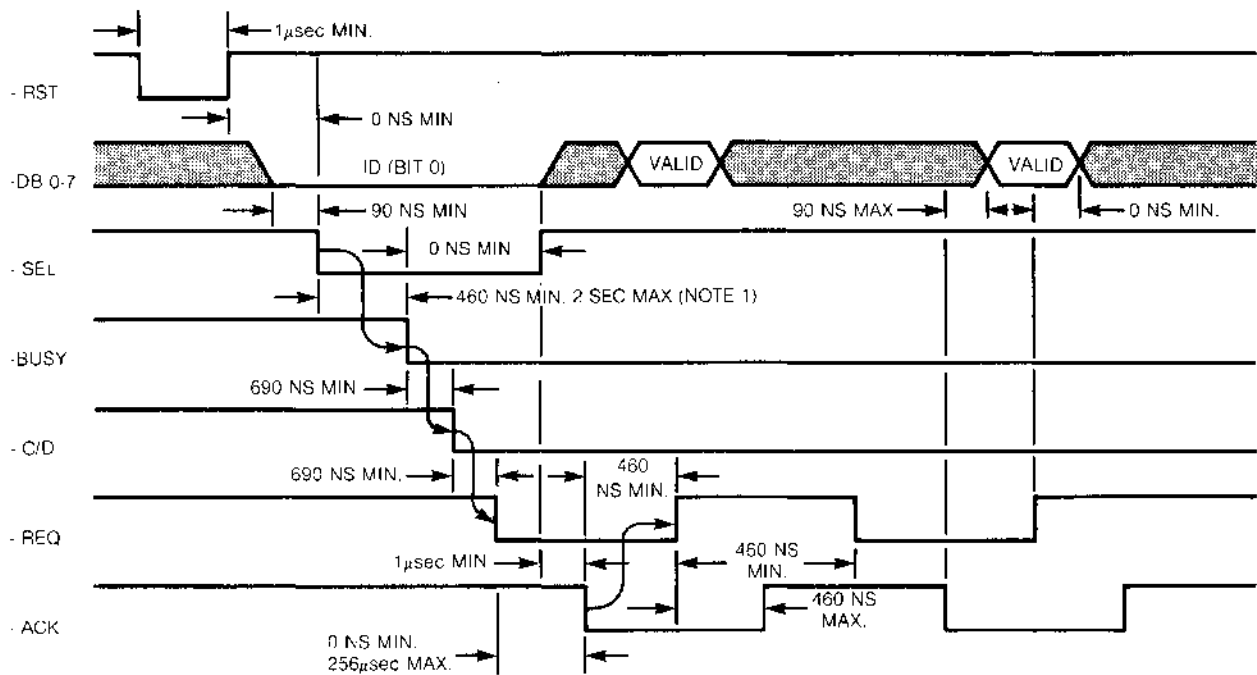 1μsec MIN.
- RST
0 NS MIN
-DB 0-7
ID (BIT 0)
VALID
VALID
90 NS MIN
90 NS MAX
0 NS MIN.
- SEL
0 NS MIN
460 NS MIN. 2 SEC MAX (NOTE 1)
-BUSY
690 NS MIN
- C/D
690 NS MIN.
460
NS MIN.
- REQ
1μsec MIN
460 NS
MIN.
- ACK
460 NS
MAX.
0 NS MIN.
256μsec MAX.